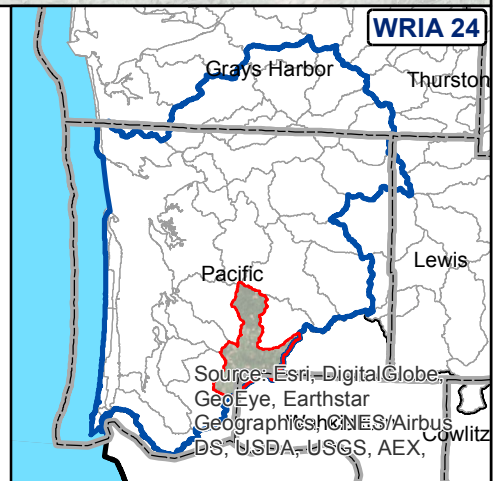 WRIA 24
Grays Harbor
Thurston
Pacific
Lewis
Source: Esri, DigitalGlobe,
GeoEye, Earthstar
Geographics, CNES/Airbus
DS, USDA, USGS, AEX,
Cowlitz